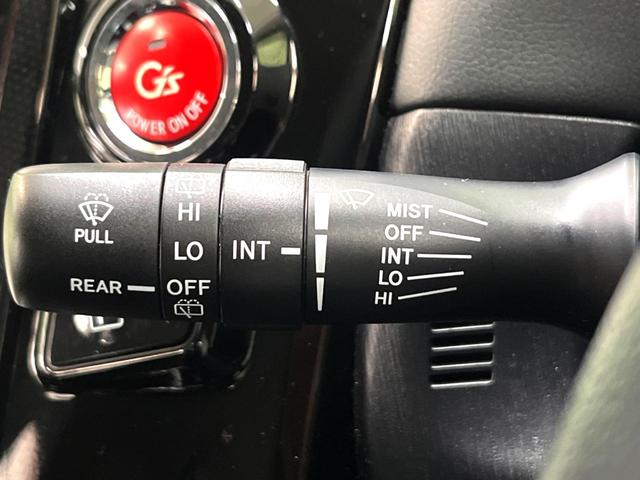 G's
POWER ON OFF
PULL
REAR
HI
LO
OFF
INT
MIST
OFF
INT
LO
HI